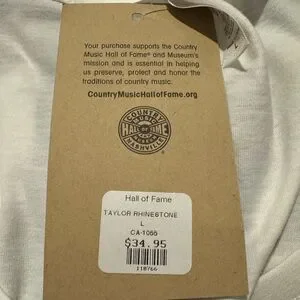 Your purchase supports the Country
Music Hall of Fame® and Museum's
mission and is essential in helping
us preserve, protect and honor the
traditions of country music.
CountryMusicHallofFame.org
COUNTRY
MUSIC
HALL OF FAME
NASHVILLE
Hall of Fame
TAYLOR RHINESTONE
L
CA-1055
$34.95
118766